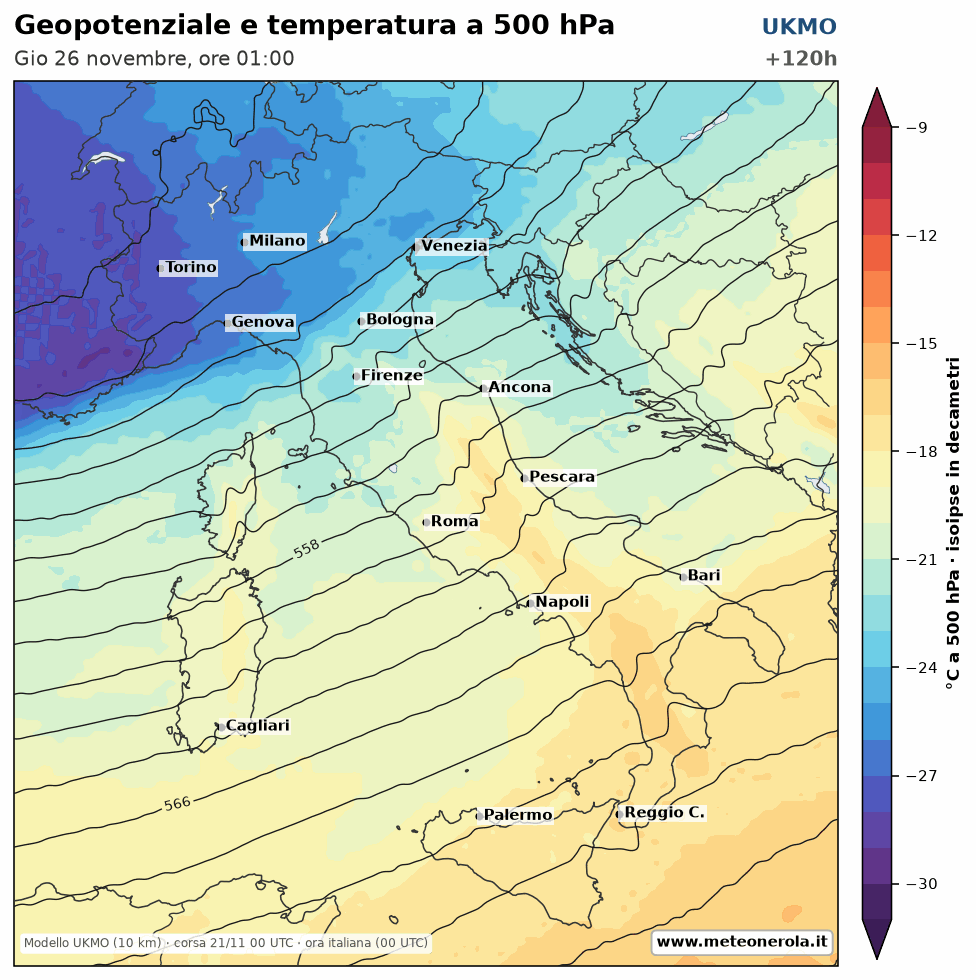 Geopotenziale e temperatura a 500 hPa
UKMO
Gio 26 novembre, ore 01:00
+120h
Milano
Venezia
Torino
Genova
Bologna
Firenze
Ancona
Pescara
Roma
558
Bari
Napoli
Cagliari
566
Palermo
Reggio C.
Modello UKMO (10 km) · corsa 21/11 00 UTC · ora italiana (00 UTC)
www.meteonerola.it
−9
−12
−15
−18
−21
−24
−27
−30
°C a 500 hPa · isoipse in decametri